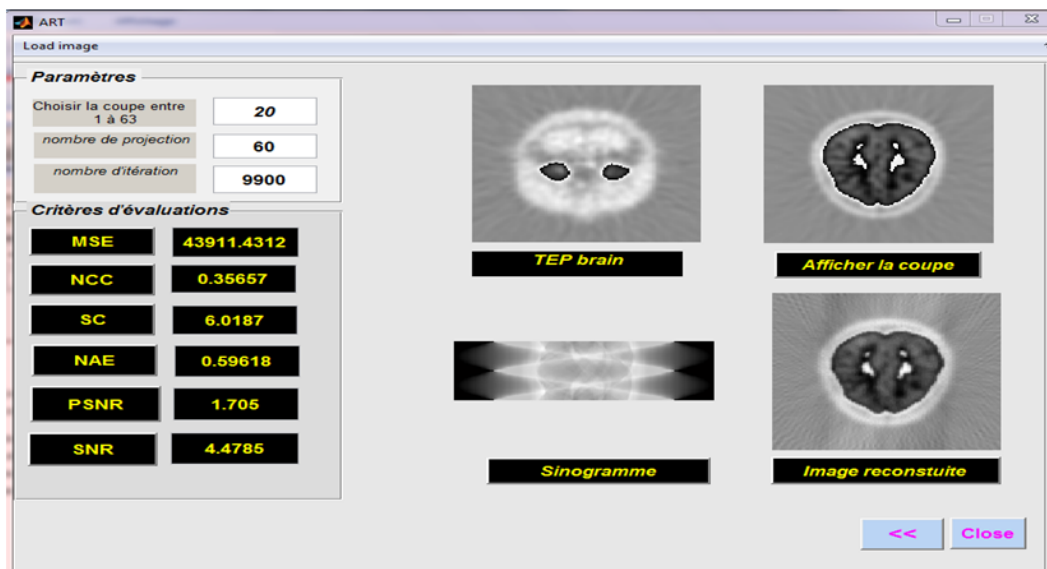 ART
Load image
Paramètres
Choisir la coupe entre
1 à 63
20
nombre de projection
60
nombre d'itération
9900
Critères d'évaluations
MSE
43911.4312
NCC
0.35657
SC
6.0187
NAE
0.59618
PSNR
1.705
SNR
4.4785
TEP brain
Afficher la coupe
Sinogramme
Image reconstuite
<<
Close